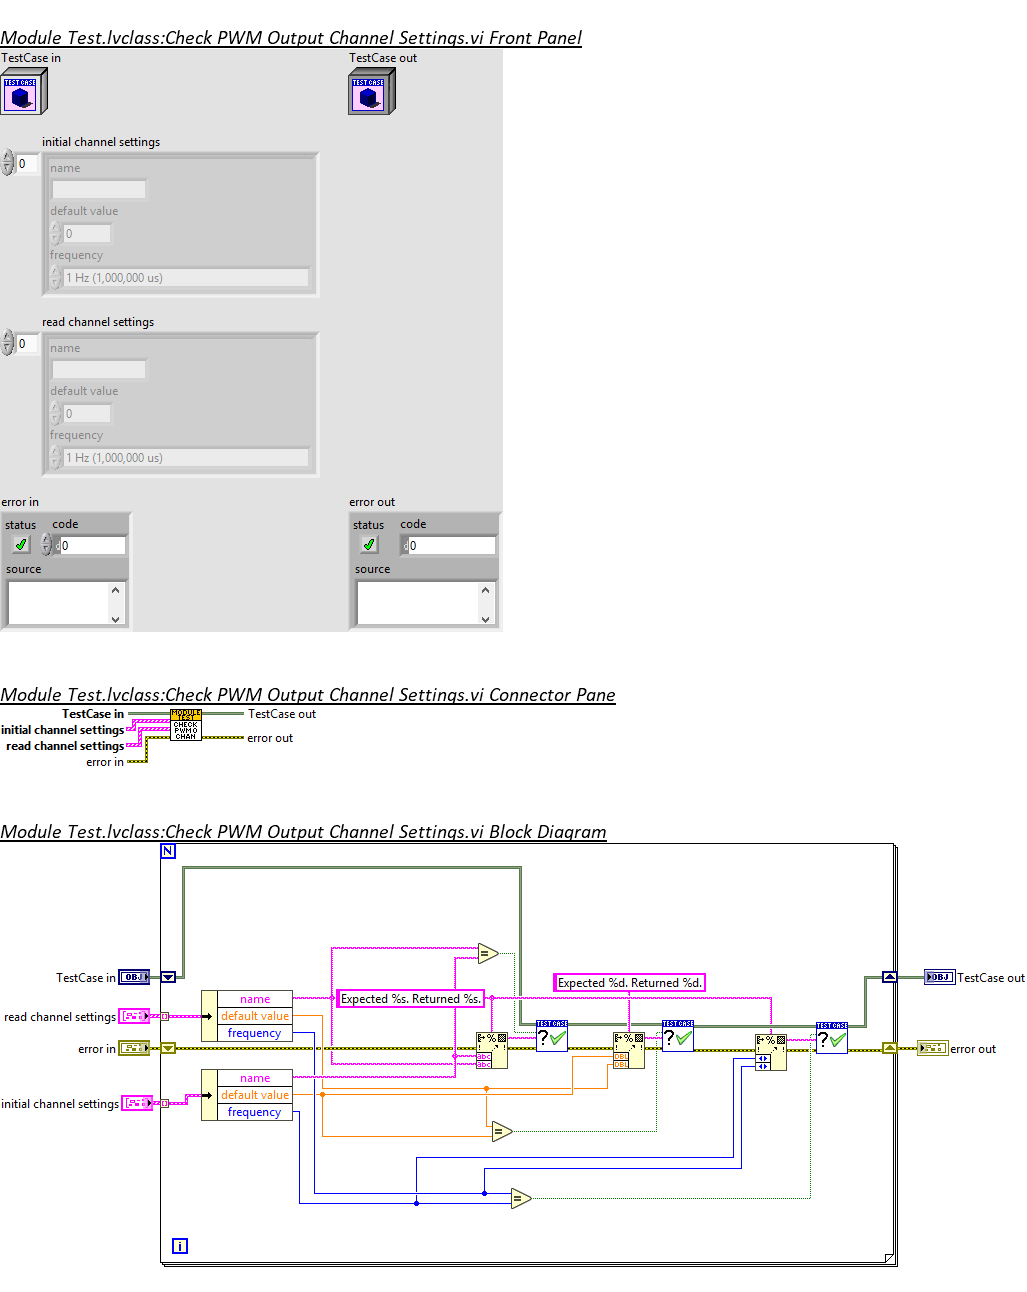 Module Test.lvclass:Check PWM Output Channel Settings.vi Front Panel
TestCase in
TestCase out
TEST CASE
TEST CASE
initial channel settings
0
name
default value
0
frequency
1 Hz (1,000,000 us)
read channel settings
0
name
default value
0
frequency
1 Hz (1,000,000 us)
error in
error out
status code
status code
d0
d0
source
source
Module Test.lvclass:Check PWM Output Channel Settings.vi Connector Pane
TestCase in
TestCase out
MODULE
TEST
initial channel settings
CHECK
PWM O
CHAN
read channel settings
error out
error in
Module Test.lvclass:Check PWM Output Channel Settings.vi Block Diagram
N
=
TestCase in
OBJ
Expected %d. Returned %d.
OBJ
TestCase out
name
Expected %s. Returned %s.
read channel settings
default value
TEST CASE
TEST CASE
TEST CASE
frequency
?
?
?
%
%
%
error in
error out
abc
abc
DBL
DBL
name
default value
initial channel settings
frequency
=
=
i